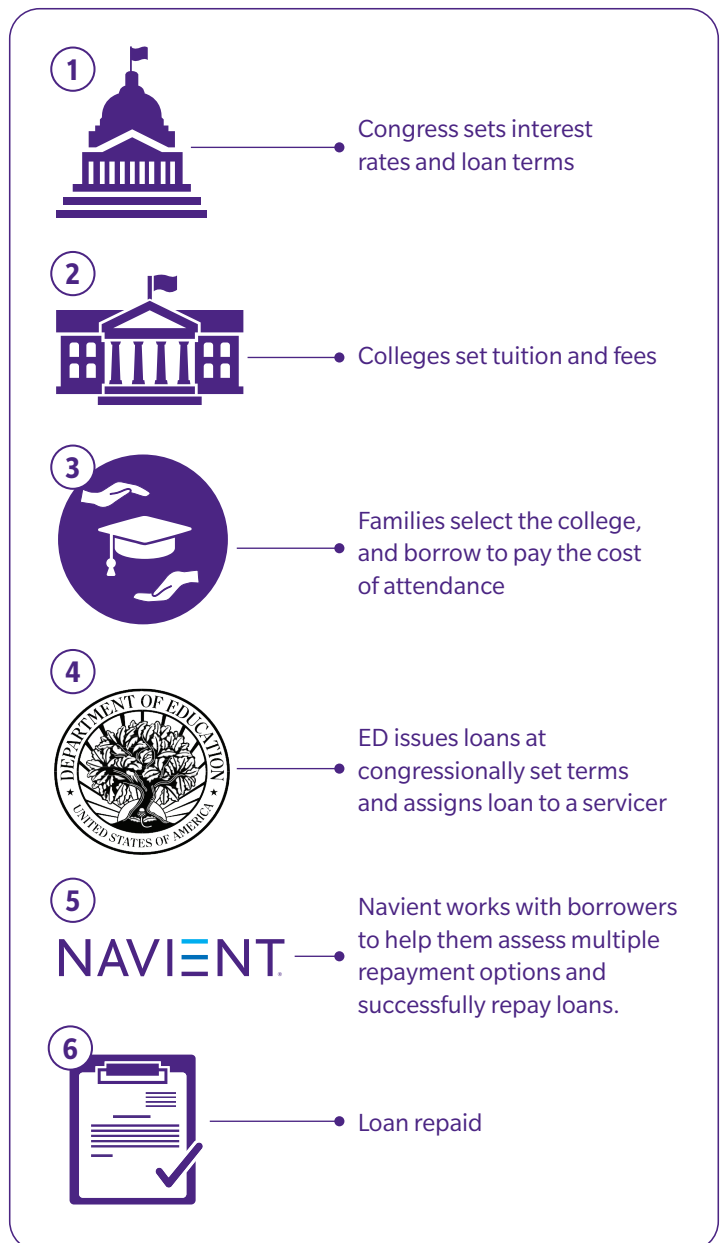 1
Congress sets interest
rates and loan terms
2
Colleges set tuition and fees
3
Families select the college,
and borrow to pay the cost
of attendance
4
DEPARTMENT OF EDUCATION
UNITED STATES OF AMERICA
ED issues loans at
congressionally set terms
and assigns loan to a servicer
5
NAVIENT
Navient works with borrowers
to help them assess multiple
repayment options and
successfully repay loans.
6
Loan repaid